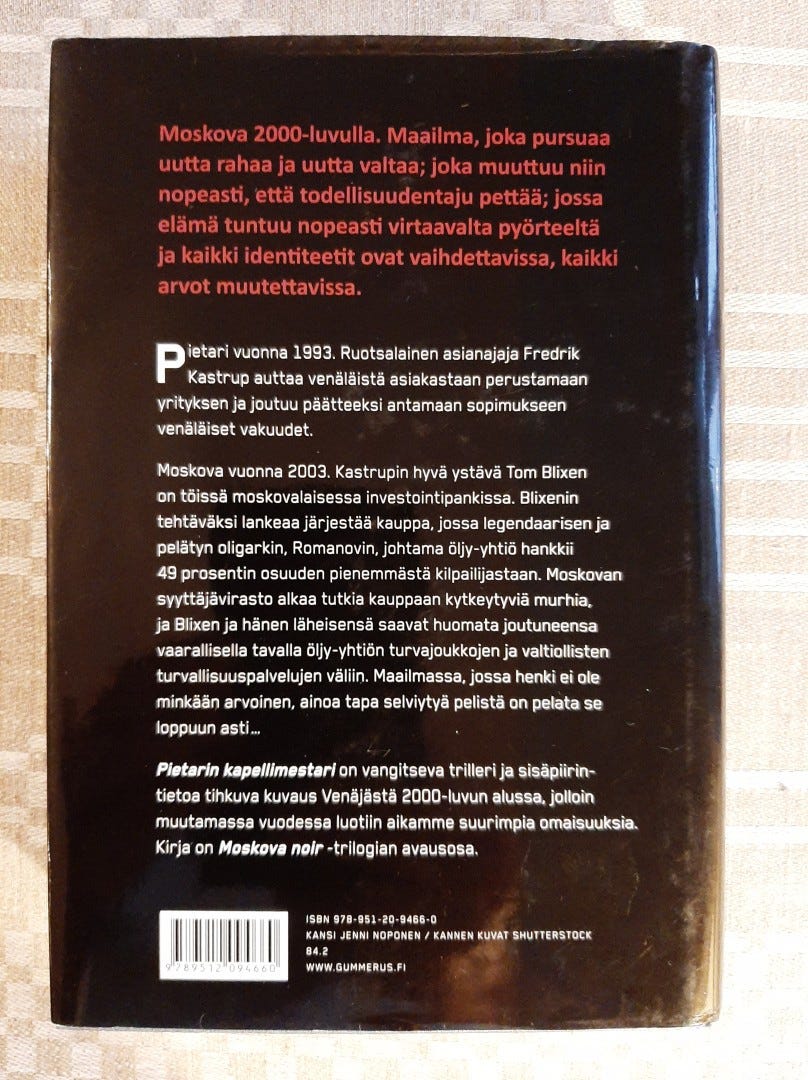 Moskova 2000-luvulla. Maailma, joka pursuaa
uutta rahaa ja uutta valtaa; joka muuttuu niin
nopeasti, että todellisuudentaju pettää; jossa
elämä tuntuu nopeasti virtaavalta pyörteeltä
ja kaikki identiteetit ovat vaihdettavissa, kaikki
arvot muutettavissa.
Pietari vuonna 1993. Ruotsalainen asianajaja Fredrik
Kastrup auttaa venäläistä asiakastaan perustamaan
yrityksen ja joutuu päätteeksi antamaan sopimukseen
venäläiset vakuudet.
Moskova vuonna 2003. Kastrupin hyvä ystävä Tom Blixen
on töissä moskovalaisessa investointipankissa. Blixenin
tehtäväksi lankeaa järjestää kauppa, jossa legendaarisen ja
pelätyn oligarkin, Romanovin, johtama öljy-yhtiö hankkii
49 prosentin osuuden pienemmästä kilpailijastaan. Moskovan
syyttäjävirasto alkaa tutkia kauppaan kytkeytyviä murhia,
ja Blixen ja hänen läheisensä saavat huomata joutuneensa
vaarallisella tavalla öljy-yhtiön turvajoukkojen ja valtiollisten
turvallisuuspalvelujen väliin. Maailmassa, jossa henki ei ole
minkään arvoinen, ainoa tapa selviytyä pelistä on pelata se
loppuun asti...
Pietarin kapellimestari on vangitseva trilleri ja sisäpiirin-
tietoa tihkuva kuvaus Venäjästä 2000-luvun alussa, jolloin
muutamassa vuodessa luotiin aikamme suurimpia omaisuuksia.
Kirja on Moskova noir -trilogian avausosa.
ISBN 978-951-20-9466-0
KANSI JENNI NOPONEN / KANNEN KUVAT SHUTTERSTOCK
84.2
WWW.GUMMERUS.FI
9789512094660